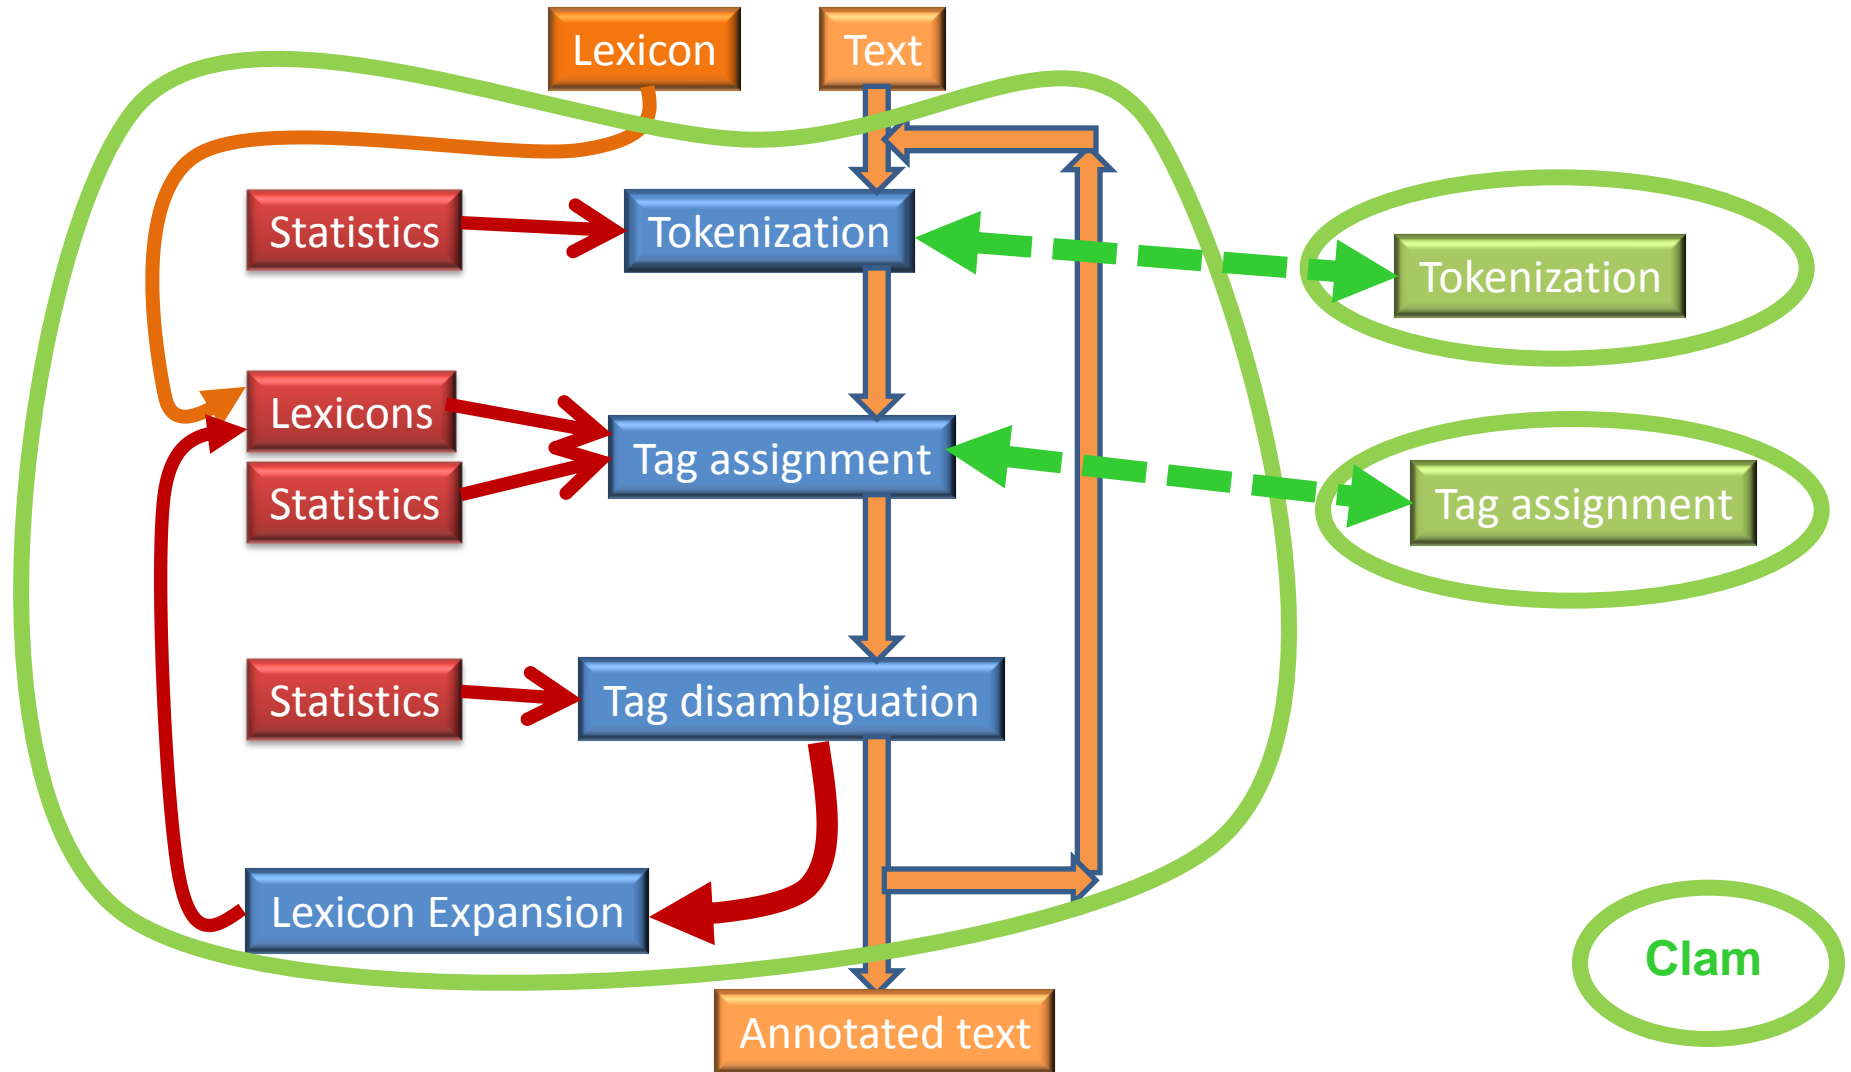 Lexicon
Text
Statistics
Tokenization
Tokenization
Lexicons
Tag assignment
Statistics
Tag assignment
Statistics
Tag disambiguation
Lexicon Expansion
Clam
Annotated text